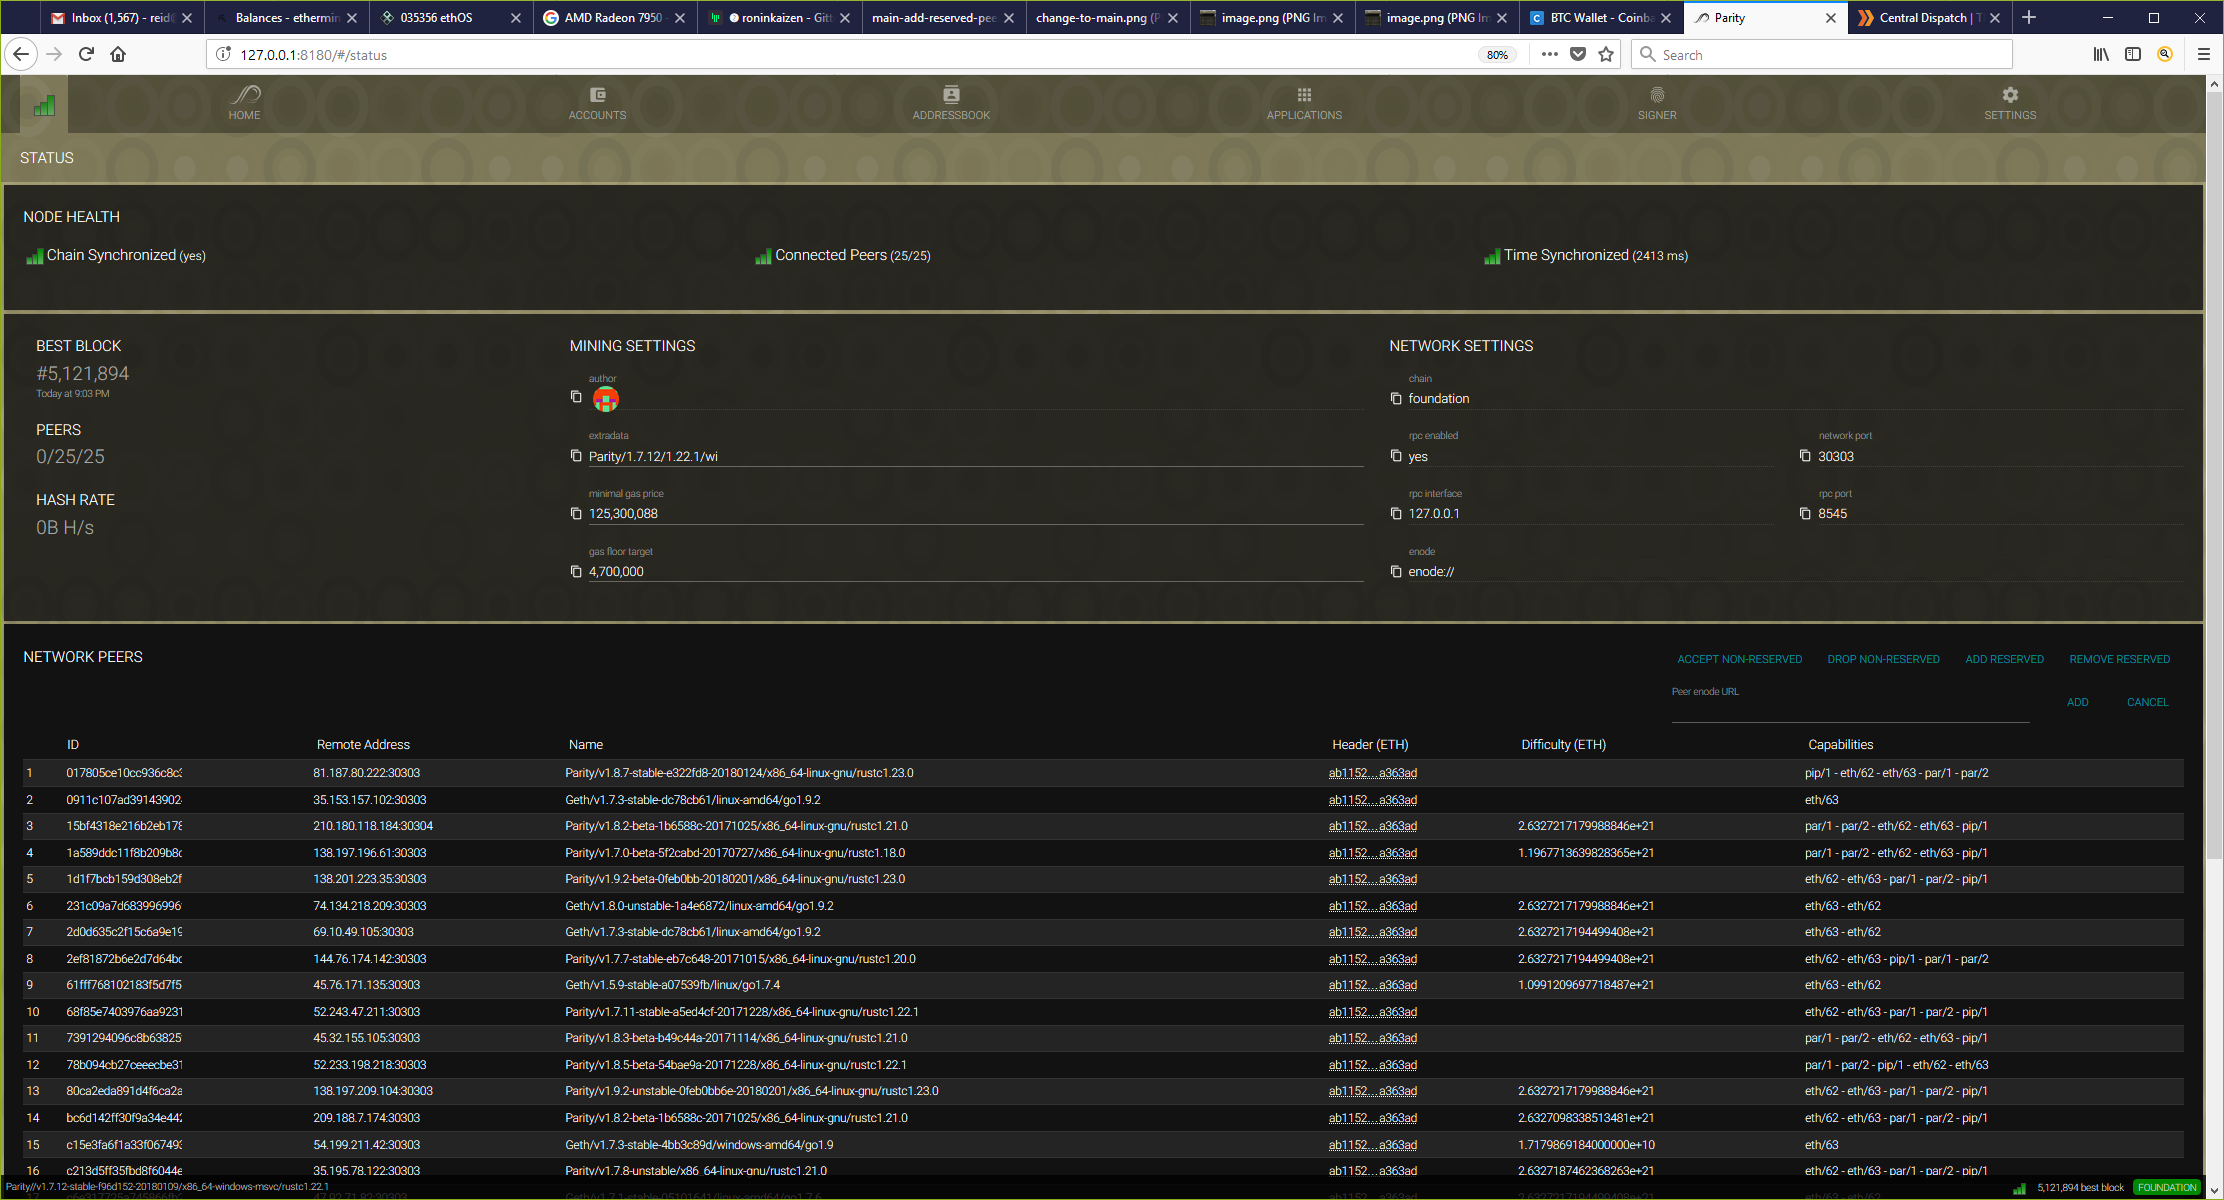 Inbox (1,567) - reid@
Balances - ethermin
035356 ethOS
AMD Radeon 7950 -
roninkaizen - Gitt
main-add-reserved-pee
change-to-main.png (P
image.png (PNG Im
image.png (PNG Im
BTC Wallet - Coinba
Parity
Central Dispatch | T
127.0.0.1:8180/#/status
80%
Search
HOME
ACCOUNTS
ADDRESSBOOK
APPLICATIONS
SIGNER
SETTINGS
STATUS
NODE HEALTH
Chain Synchronized (yes)
Connected Peers (25/25)
Time Synchronized (2413 ms)
BEST BLOCK
#5,121,894
Today at 9:03 PM
PEERS
0/25/25
HASH RATE
0B H/s
MINING SETTINGS
author
extradata
Parity/1.7.12/1.22.1/wi
minimal gas price
125,300,088
gas floor target
4,700,000
NETWORK SETTINGS
chain
foundation
rpc enabled
yes
network port
30303
rpc interface
127.0.0.1
rpc port
8545
enode
enode://
NETWORK PEERS
ACCEPT NON-RESERVED DROP NON-RESERVED ADD RESERVED REMOVE RESERVED
Peer enode URL
ADD CANCEL
ID Remote Address Name Header (ETH) Difficulty (ETH) Capabilities
1 017805ce10cc936c8c3 81.187.80.222:30303 Parity/v1.8.7-stable-e322fd8-20180124/x86_64-linux-gnu/rustc1.23.0 ab1152...a363ad pip/1 - eth/62 - eth/63 - par/1 - par/2
2 0911c107ad39143902 35.153.157.102:30303 Geth/v1.7.3-stable-dc78cb61/linux-amd64/go1.9.2 ab1152...a363ad eth/63
3 15bf4318e216b2eb178 210.180.118.184:30304 Parity/v1.8.2-beta-1b6588c-20171025/x86_64-linux-gnu/rustc1.21.0 ab1152...a363ad 2.6327217179988846e+21 par/1 - par/2 - eth/62 - eth/63 - pip/1
4 1a589ddc11f8b209b8c 138.197.196.61:30303 Parity/v1.7.0-beta-5f2cabd-20170727/x86_64-linux-gnu/rustc1.18.0 ab1152...a363ad 1.1967713639828365e+21 par/1 - par/2 - eth/62 - eth/63 - pip/1
5 1d1f7bcb159d308eb2f 138.201.223.35:30303 Parity/v1.9.2-beta-0feb0bb-20180201/x86_64-linux-gnu/rustc1.23.0 ab1152...a363ad eth/62 - eth/63 - par/1 - par/2 - pip/1
6 231c09a7d683996996 74.134.218.209:30303 Geth/v1.8.0-unstable-1a4e6872/linux-amd64/go1.9.2 ab1152...a363ad 2.6327217179988846e+21 eth/63 - eth/62
7 2d0d635c2f15c6a9e19 69.10.49.105:30303 Geth/v1.7.3-stable-dc78cb61/linux-amd64/go1.9.2 ab1152...a363ad 2.6327217194499408e+21 eth/63 - eth/62
8 2ef81872b6e2d7d64bc 144.76.174.142:30303 Parity/v1.7.7-stable-eb7c648-20171015/x86_64-linux-gnu/rustc1.20.0 ab1152...a363ad 2.6327217194499408e+21 eth/62 - eth/63 - pip/1 - par/1 - par/2
9 61fff768102183f5d7f5 45.76.171.135:30303 Geth/v1.5.9-stable-a07539fb/linux/go1.7.4 ab1152...a363ad 1.0991209697718487e+21 eth/63 - eth/62
10 68f85e7403976aa9231 52.243.47.211:30303 Parity/v1.7.11-stable-a5ed4cf-20171228/x86_64-linux-gnu/rustc1.22.1 ab1152...a363ad eth/62 - eth/63 - par/1 - par/2 - pip/1
11 7391294096c8b63825 45.32.155.105:30303 Parity/v1.8.3-beta-b49c44a-20171114/x86_64-linux-gnu/rustc1.21.0 ab1152...a363ad par/1 - par/2 - eth/62 - eth/63 - pip/1
12 78b094cb27ceeecbe31 52.233.198.218:30303 Parity/v1.8.5-beta-54bae9a-20171228/x86_64-linux-gnu/rustc1.22.1 ab1152...a363ad par/1 - par/2 - pip/1 - eth/62 - eth/63
13 80ca2eda891d4f6ca2a 138.197.209.104:30303 Parity/v1.9.2-unstable-0feb0bb6e-20180201/x86_64-linux-gnu/rustc1.23.0 ab1152...a363ad 2.6327217179988846e+21 eth/62 - eth/63 - par/1 - par/2 - pip/1
14 bc6d142ff30f9a34e442 209.188.7.174:30303 Parity/v1.8.2-beta-1b6588c-20171025/x86_64-linux-gnu/rustc1.21.0 ab1152...a363ad 2.6327098338513481e+21 eth/62 - eth/63 - par/1 - par/2 - pip/1
15 c15e3fa6f1a33f067493 54.199.211.42:30303 Geth/v1.7.3-stable-4bb3c89d/windows-amd64/go1.9 ab1152...a363ad 1.7179869184000000e+10 eth/63
16 c213d5ff35fbd8f6044e 35.195.78.122:30303 Parity/v1.7.8-unstable/x86_64-linux-gnu/rustc1.21.0 ab1152...a363ad 2.6327187462368263e+21 eth/62 - eth/63 - par/1 - par/2 - pip/1
Parity//v1.7.12-stable-f96d152-20180109/x86_64-windows-msvc/rustc1.22.1
5,121,894 best block FOUNDATION